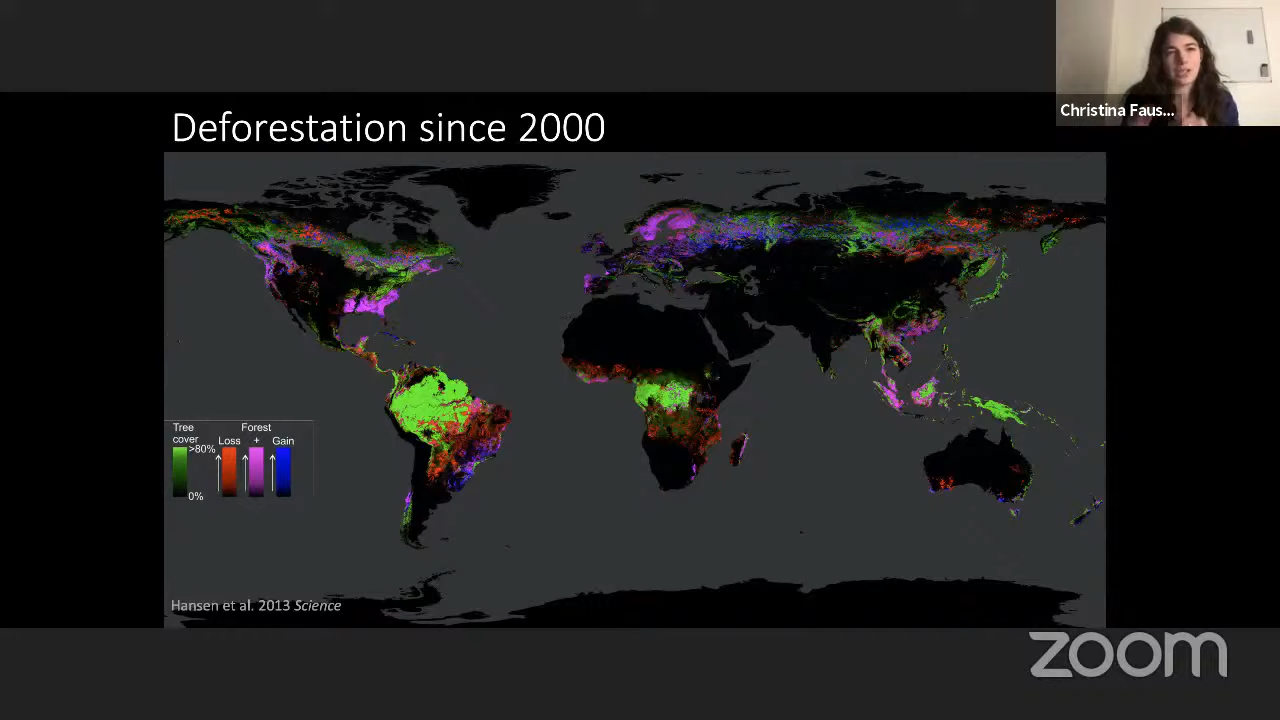 Christina Faus...
Deforestation since 2000
Tree
cover
Forest
Loss + Gain
>80%
0%
Hansen et al. 2013 Science
zoom